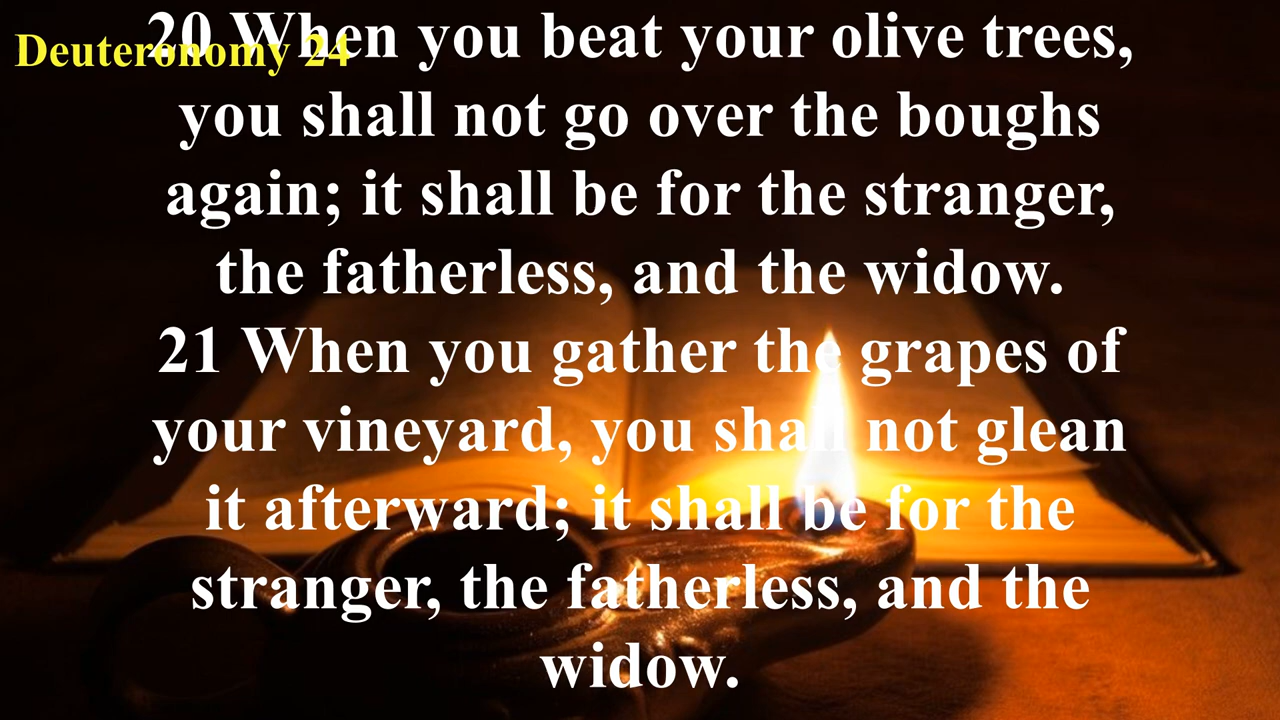 Deuteronomy 24
20 When you beat your olive trees,
you shall not go over the boughs
again; it shall be for the stranger,
the fatherless, and the widow.
21 When you gather the grapes of
your vineyard, you shall not glean
it afterward; it shall be for the
stranger, the fatherless, and the
widow.